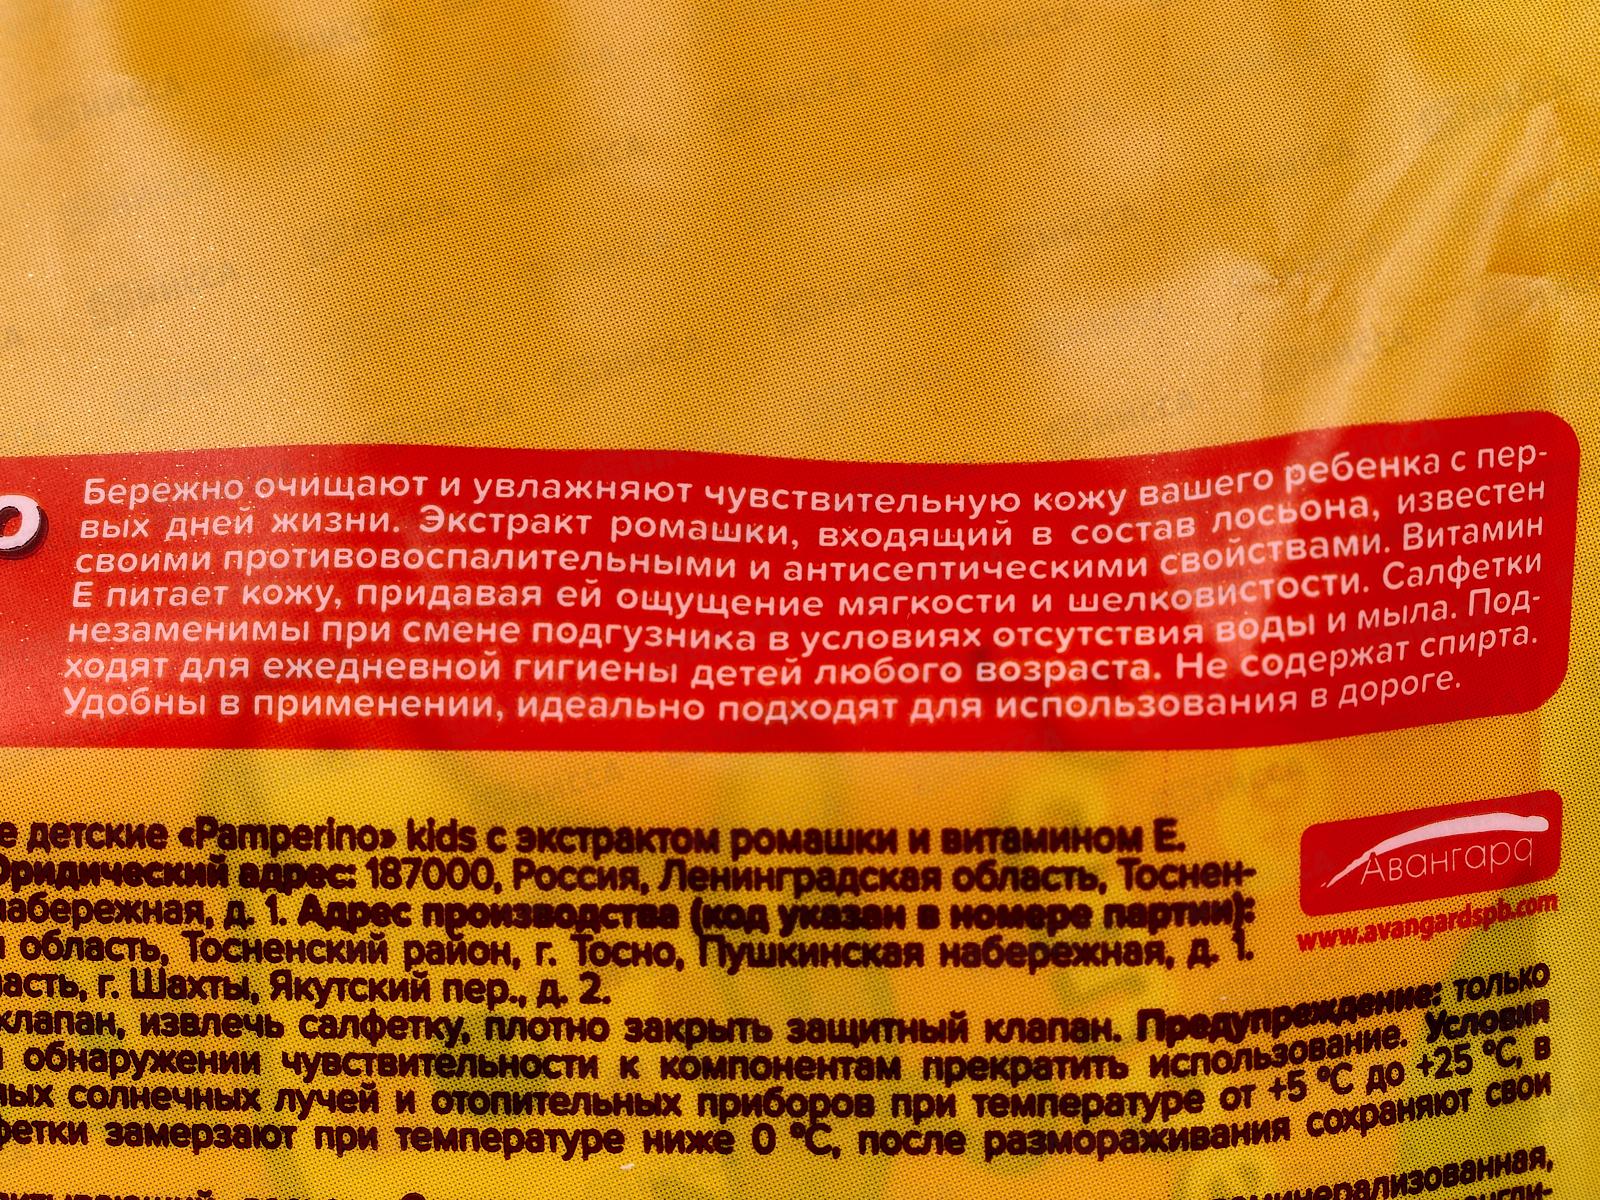 Бережно очищают и увлажняют чувствительную кожу вашего ребенка с пер-
вых дней жизни. Экстракт ромашки, входящий в состав лосьона, известен
своими противовоспалительными и антисептическими свойствами. Витамин
Е питает кожу, придавая ей ощущение мягкости и шелковистости. Салфетки
незаменимы при смене подгузника в условиях отсутствия воды и мыла. Под-
ходят для ежедневной гигиены детей любого возраста. Не содержат спирта.
Удобны в применении, идеально подходят для использования в дороге.
е детские «Pamperino» kids с экстрактом ромашки и витамином Е.
Юридический адрес: 187000, Россия, Ленинградская область, Тоснен-
набережная, д. 1. Адрес производства (код указан в номере партии):
область, Тосненский район, г. Тосно, Пушкинская набережная, д. 1.
ласть, г. Шахты, Якутский пер., д. 2.
Авангард
www.avangardspb.com
клапан, извлечь салфетку, плотно закрыть защитный клапан. Предупреждение: только
обнаружении чувствительности к компонентам прекратить использование. Условия
ных солнечных лучей и отопительных приборов при температуре от +5 °С до +25 °С, в
фетки замерзают при температуре ниже 0 °С, после размораживания сохраняют свои